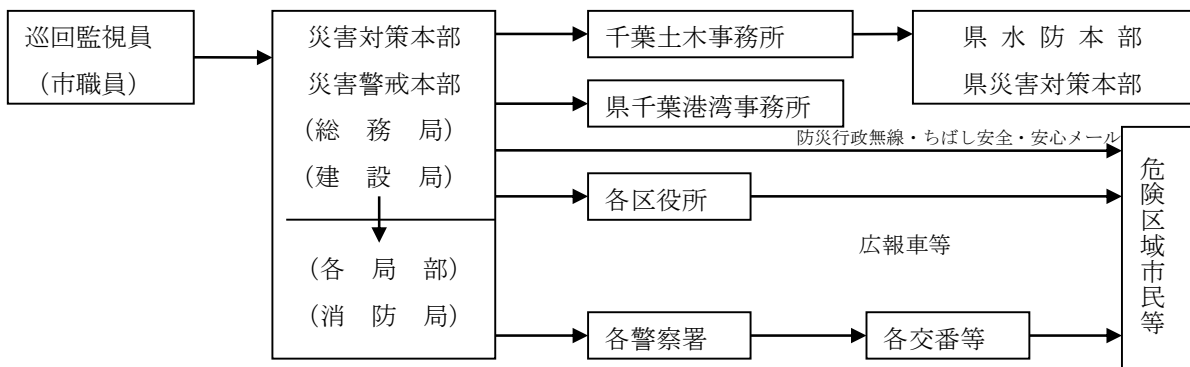 巡回監視員
（市職員）
災害対策本部
災害警戒本部
（総　務　局）
（建　設　局）
（各　局　部）
（消　防　局）
千葉土木事務所
県 水 防 本 部
県災害対策本部
県千葉港湾事務所
防災行政無線・ちばし安全・安心メール
各区役所
広報車等
各警察署
各交番等
危険区域市民等